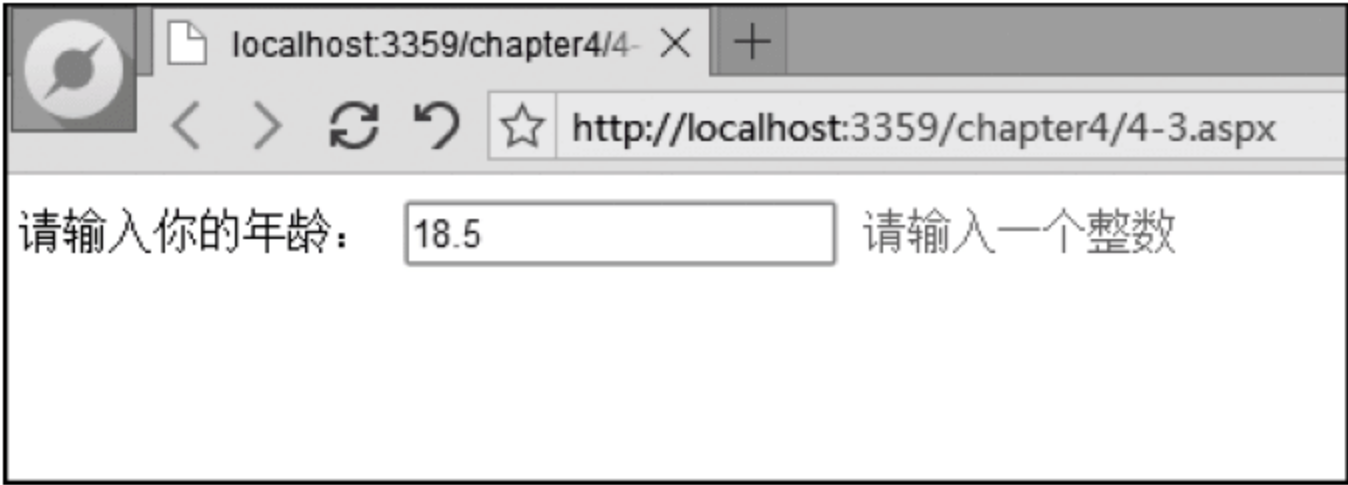 localhost:3359/chapter4/4-
http://localhost:3359/chapter4/4-3.aspx
请输入你的年龄： 18.5 请输入一个整数